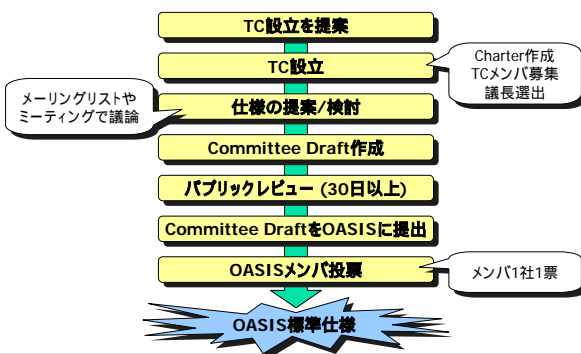 TC設立を提案
TC設立
Charter作成
TCメンバ募集
議長選出
メーリングリストや
ミーティングで議論
仕様の提案/検討
Committee Draft作成
パブリックレビュー (30日以上)
Committee DraftをOASISに提出
OASISメンバ投票
メンバ1社1票
OASIS標準仕様